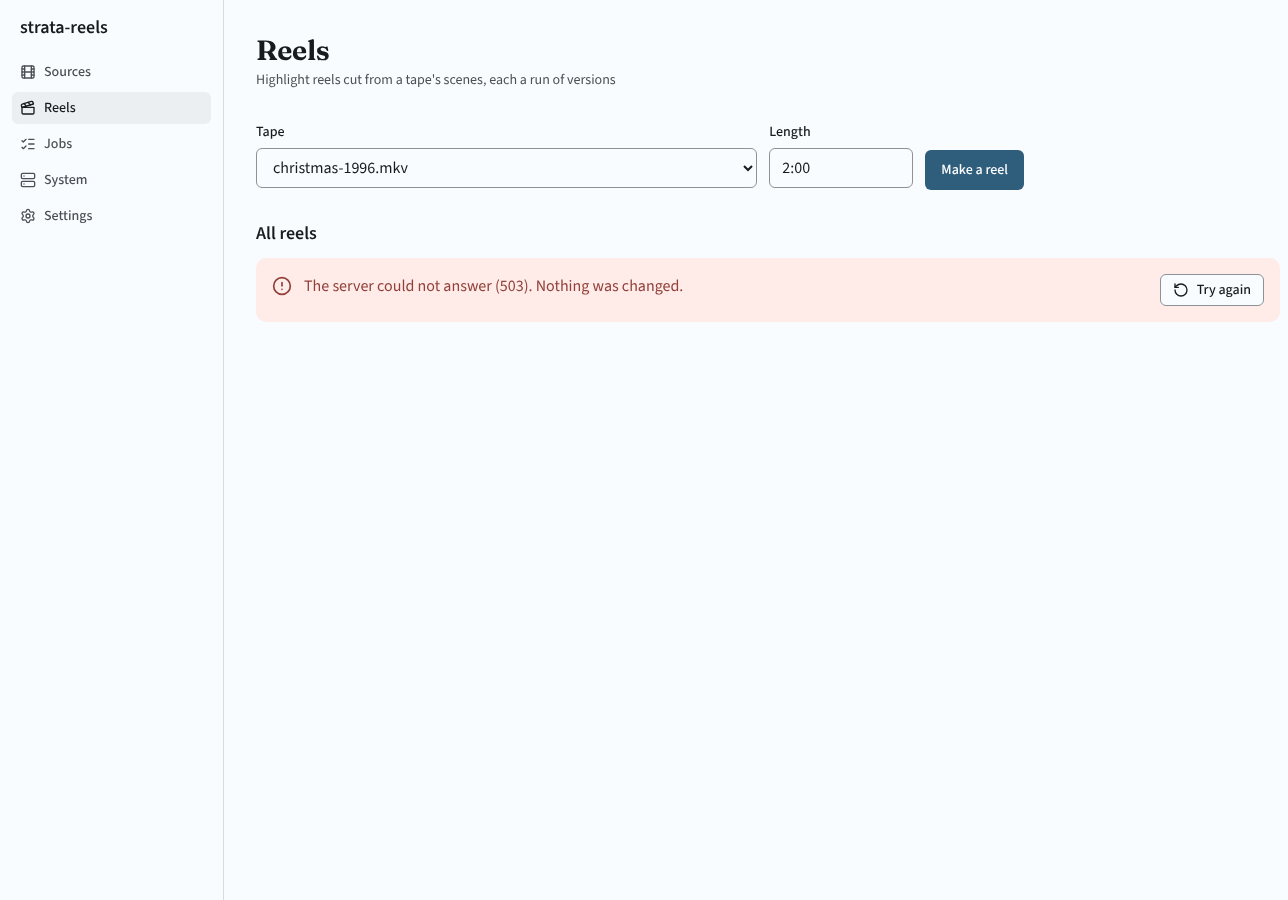 strata-reels
Sources
Reels
Jobs
System
Settings
Reels
Highlight reels cut from a tape's scenes, each a run of versions
Tape
Length
christmas-1996.mkv
2:00
Make a reel
All reels
The server could not answer (503). Nothing was changed.
Try again